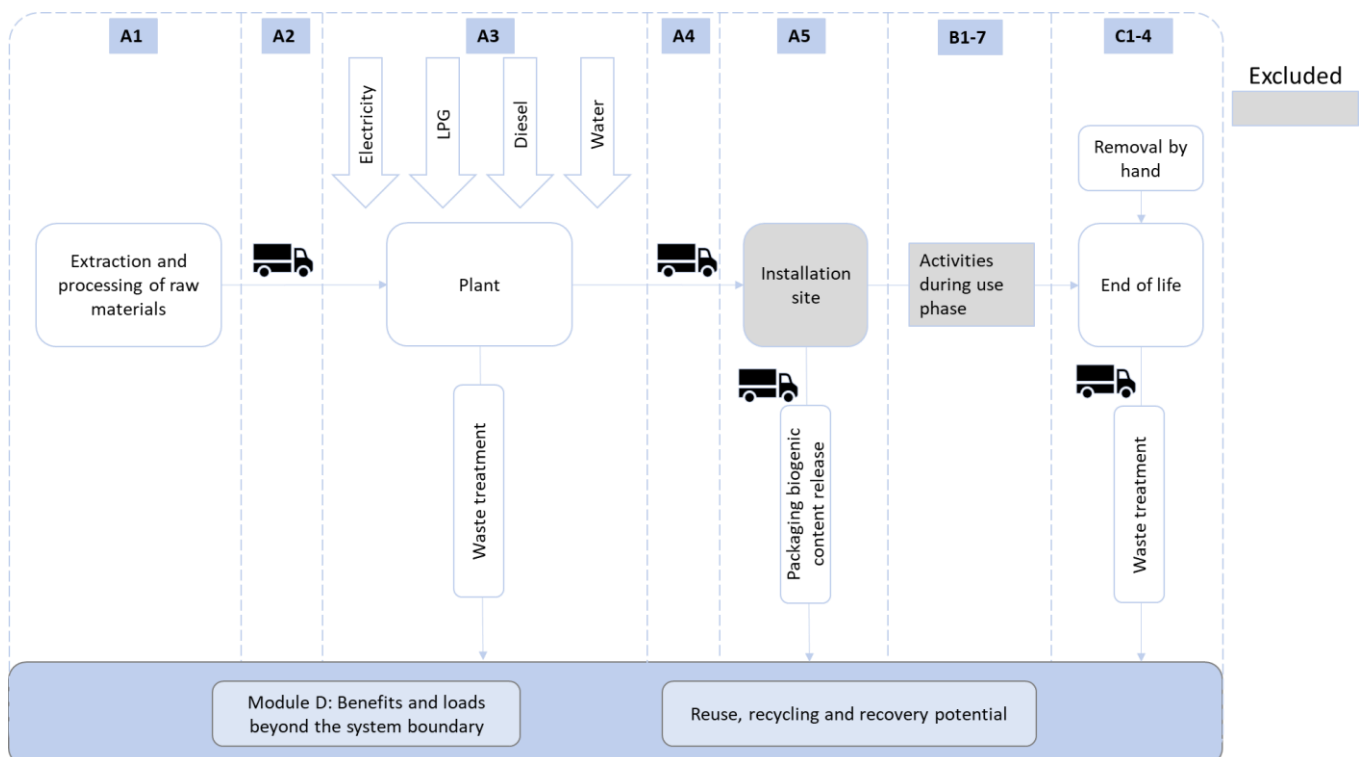 A1
A2
A3
A4
A5
B1-7
C1-4
Excluded
Electricity
LPG
Diesel
Water
Removal by
hand
Extraction and
processing of raw
materials
Plant
Installation
site
Activities
during use
phase
End of life
Waste treatment
Packaging biogenic
content release
Waste treatment
Module D: Benefits and loads
beyond the system boundary
Reuse, recycling and recovery potential